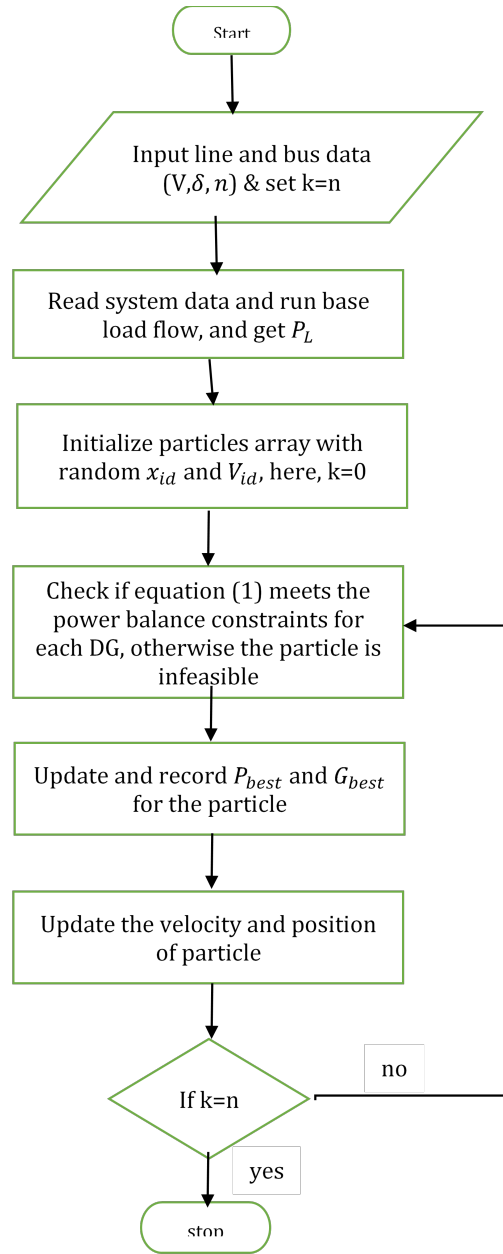 Start
Input line and bus data
(V,δ, n) & set k=n
Read system data and run base
load flow, and get P_L
Initialize particles array with
random x_id and V_id, here, k=0
Check if equation (1) meets the
power balance constraints for
each DG, otherwise the particle is
infeasible
Update and record P_best and G_best
for the particle
Update the velocity and position
of particle
If k=n
no
yes
stop